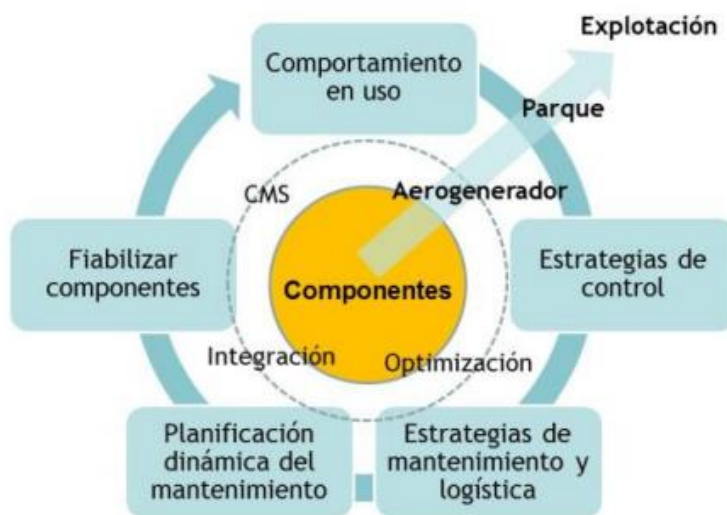 Explotación
Comportamiento
en uso
Parque
CMS
Aerogenerador
Fiabilizar
componentes
Componentes
Estrategias de
control
Integración
Optimización
Planificación
dinámica del
mantenimiento
Estrategias de
mantenimiento y
logística